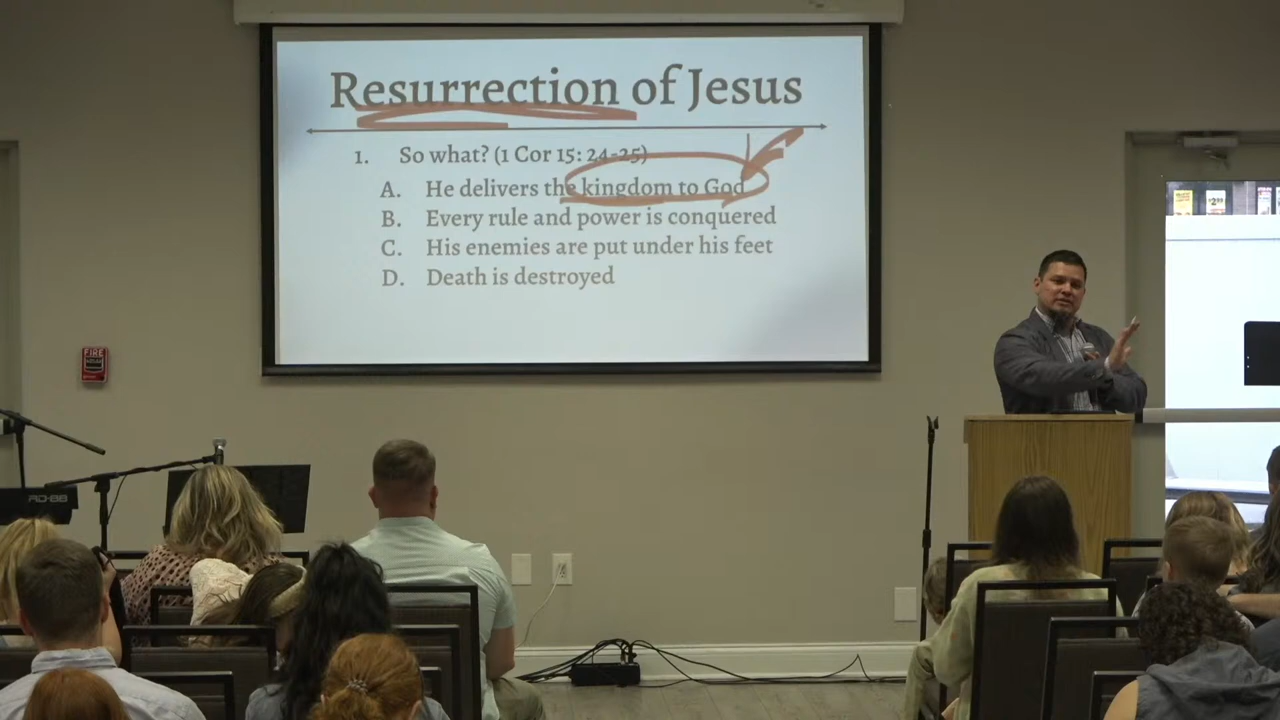 Resurrection of Jesus
1. So what? (1 Cor 15: 24-25)
A. He delivers the kingdom to God
B. Every rule and power is conquered
C. His enemies are put under his feet
D. Death is destroyed
FIRE
RD-88